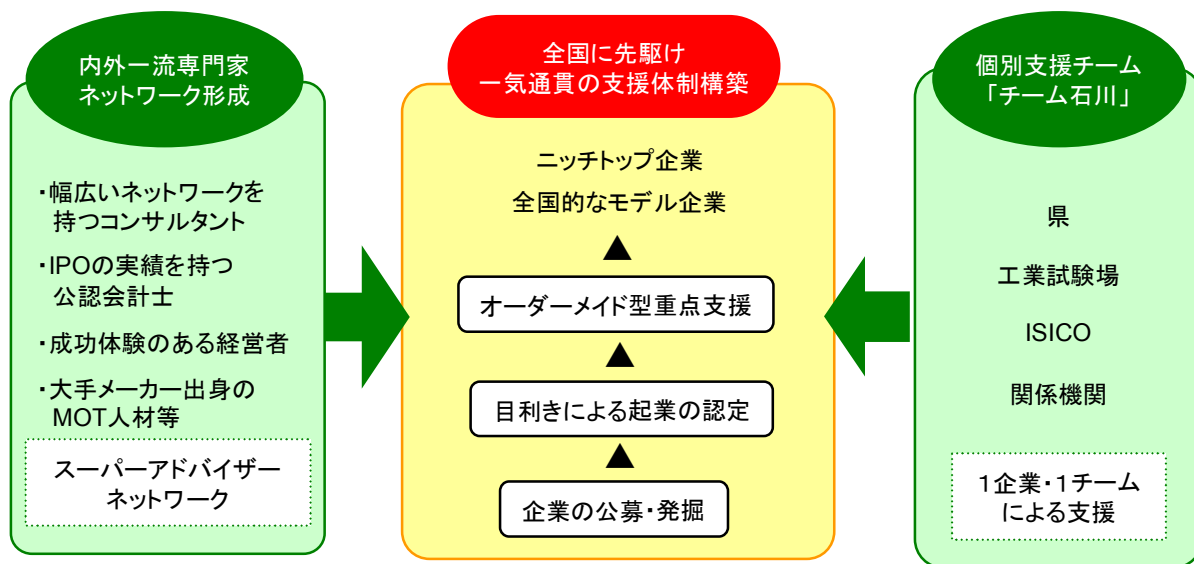 内外一流専門家
ネットワーク形成
・幅広いネットワークを
持つコンサルタント
・IPOの実績を持つ
公認会計士
・成功体験のある経営者
・大手メーカー出身の
MOT人材等
スーパーアドバイザー
ネットワーク
全国に先駆け
一気通貫の支援体制構築
ニッチトップ企業
全国的なモデル企業
オーダーメイド型重点支援
目利きによる起業の認定
企業の公募・発掘
個別支援チーム
「チーム石川」
県
工業試験場
ISICO
関係機関
1企業・1チーム
による支援